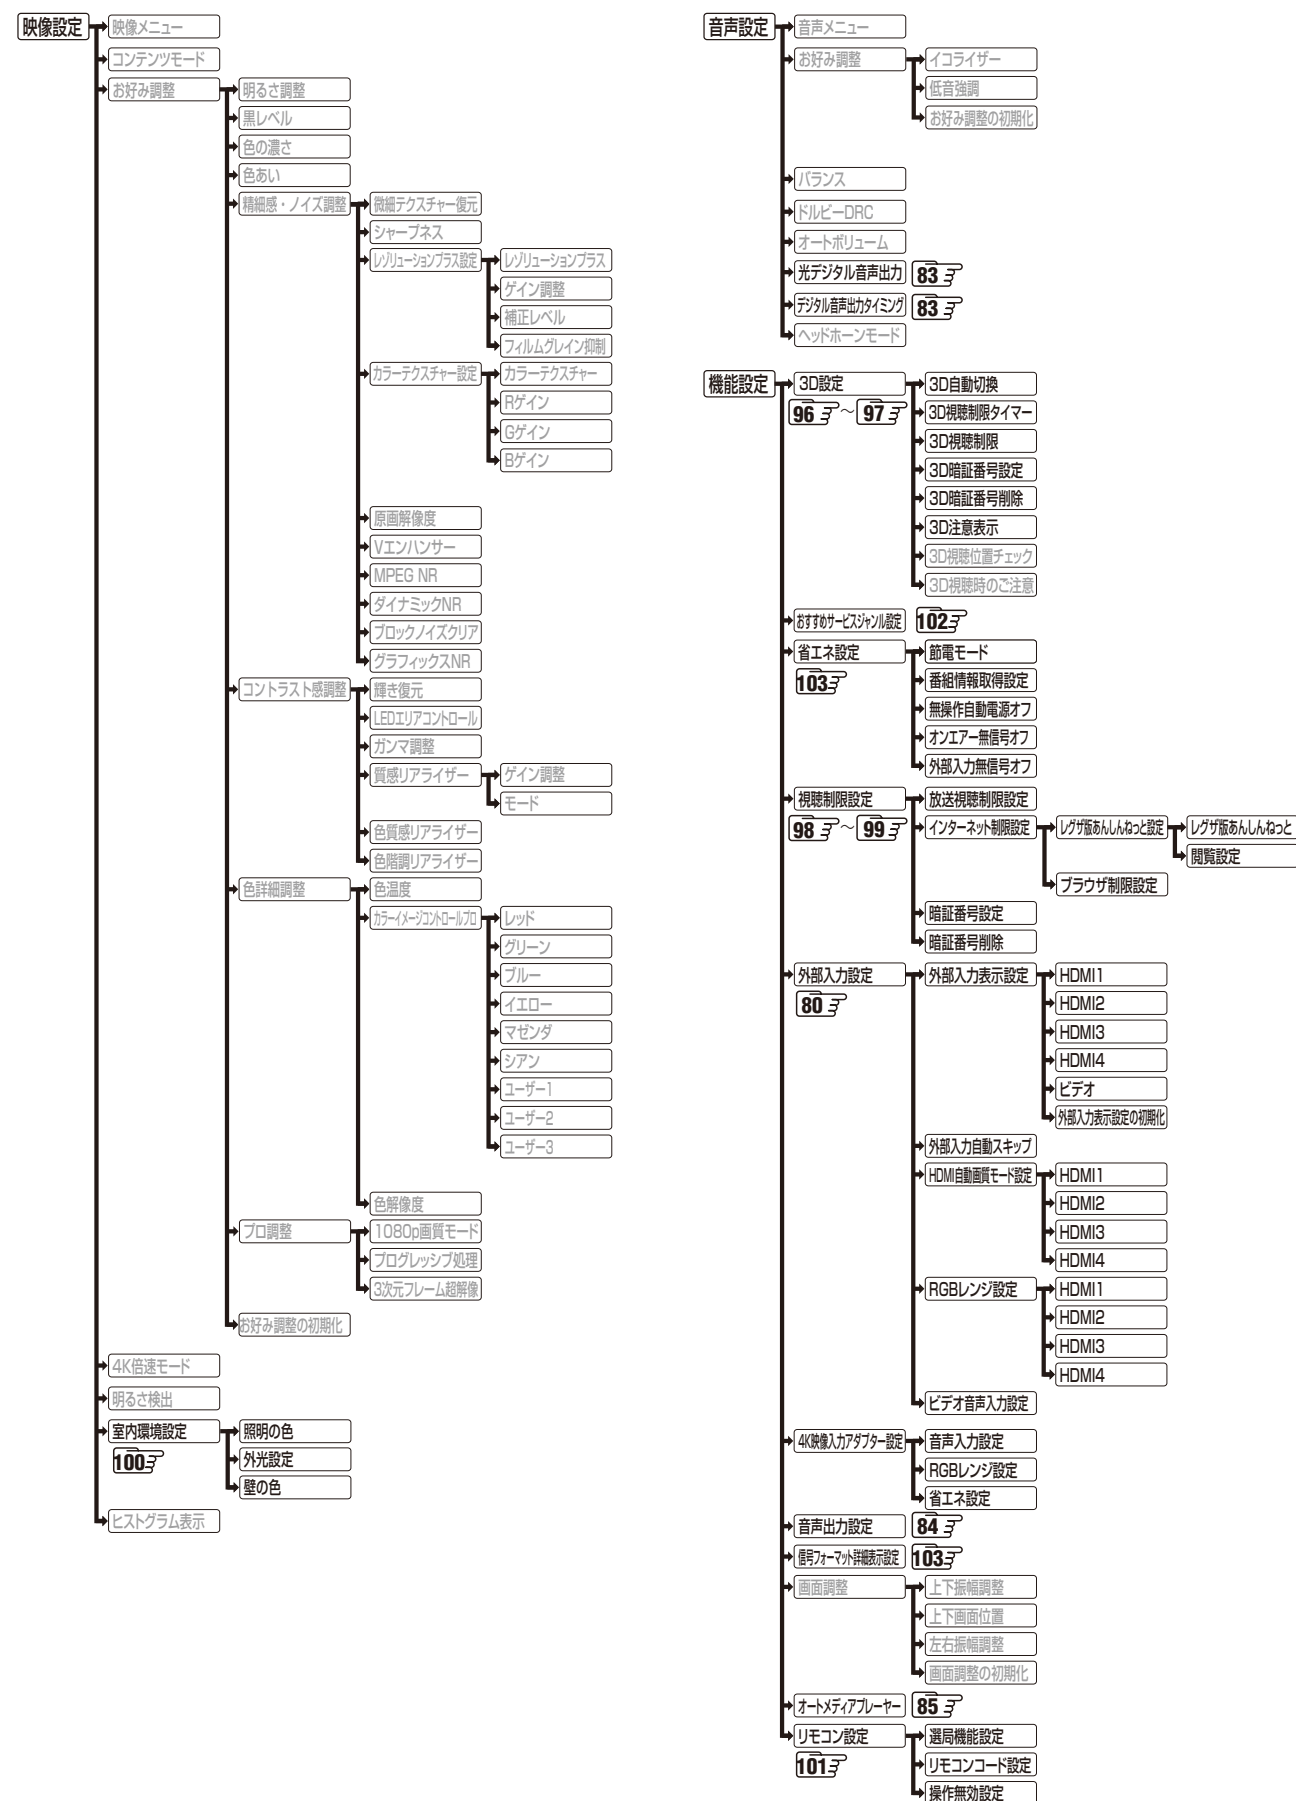 映像設定
映像メニュー
コンテンツモード
お好み調整
明るさ調整
黒レベル
色の濃さ
色あい
精細感・ノイズ調整
微細テクスチャー復元
シャープネス
レゾリューションプラス設定
レゾリューションプラス
ゲイン調整
補正レベル
フィルムグレイン抑制
カラーテクスチャー設定
カラーテクスチャー
Rゲイン
Gゲイン
Bゲイン
原画解像度
Vエンハンサー
MPEG NR
ダイナミックNR
ブロックノイズクリア
グラフィックスNR
コントラスト感調整
輝き復元
LEDエリアコントロール
ガンマ調整
質感リアライザー
ゲイン調整
モード
色質感リアライザー
色階調リアライザー
色詳細調整
色温度
カラーイメージコントロールプロ
レッド
グリーン
ブルー
イエロー
マゼンダ
シアン
ユーザー1
ユーザー2
ユーザー3
色解像度
プロ調整
1080p画質モード
プログレッシブ処理
3次元フレーム超解像
お好み調整の初期化
4K倍速モード
明るさ検出
室内環境設定
100
照明の色
外光設定
壁の色
ヒストグラム表示
音声設定
音声メニュー
お好み調整
イコライザー
低音強調
お好み調整の初期化
バランス
ドルビーDRC
オートボリューム
光デジタル音声出力 83
デジタル音声出力タイミング 83
ヘッドホーンモード
機能設定
3D設定
96 ～ 97
3D自動切換
3D視聴制限タイマー
3D視聴制限
3D暗証番号設定
3D暗証番号削除
3D注意表示
3D視聴位置チェック
3D視聴時のご注意
おすすめサービスジャンル設定 102
省エネ設定
103
節電モード
番組情報取得設定
無操作自動電源オフ
オンエアー無信号オフ
外部入力無信号オフ
視聴制限設定
98 ～ 99
放送視聴制限設定
インターネット制限設定
レグザ版あんしんねっと設定
レグザ版あんしんねっと
閲覧設定
ブラウザ制限設定
暗証番号設定
暗証番号削除
外部入力設定
80
外部入力表示設定
HDMI1
HDMI2
HDMI3
HDMI4
ビデオ
外部入力表示設定の初期化
外部入力自動スキップ
HDMI自動画質モード設定
HDMI1
HDMI2
HDMI3
HDMI4
RGBレンジ設定
HDMI1
HDMI2
HDMI3
HDMI4
ビデオ音声入力設定
4K映像入力アダプター設定
音声入力設定
RGBレンジ設定
省エネ設定
音声出力設定 84
信号フォーマット詳細表示設定 103
画面調整
上下振幅調整
上下画面位置
左右振幅調整
画面調整の初期化
オートメディアプレーヤー 85
リモコン設定
101
選局機能設定
リモコンコード設定
操作無効設定